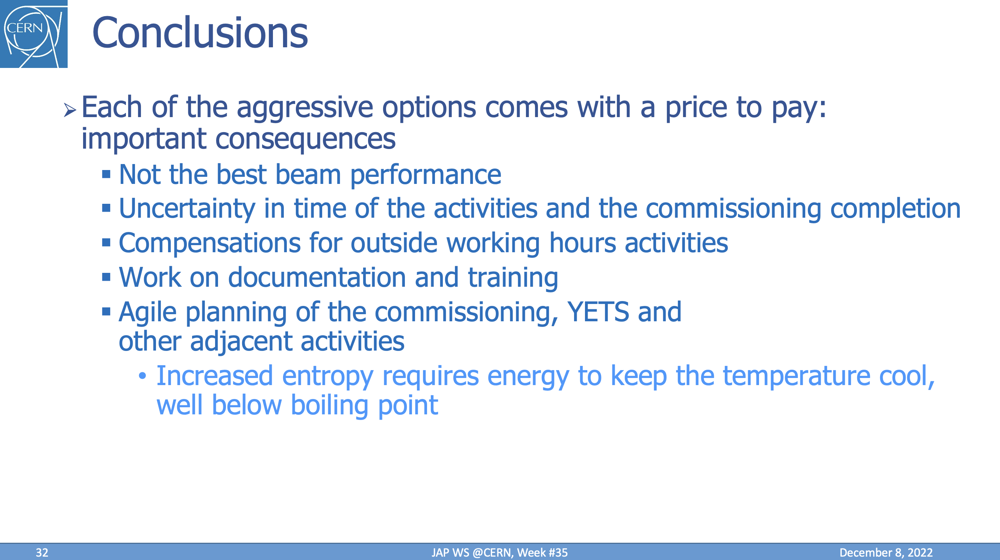 CERN
Conclusions
➢ Each of the aggressive options comes with a price to pay:
important consequences
▪ Not the best beam performance
▪ Uncertainty in time of the activities and the commissioning completion
▪ Compensations for outside working hours activities
▪ Work on documentation and training
▪ Agile planning of the commissioning, YETS and
other adjacent activities
• Increased entropy requires energy to keep the temperature cool,
well below boiling point
32
JAP WS @CERN, Week #35
December 8, 2022